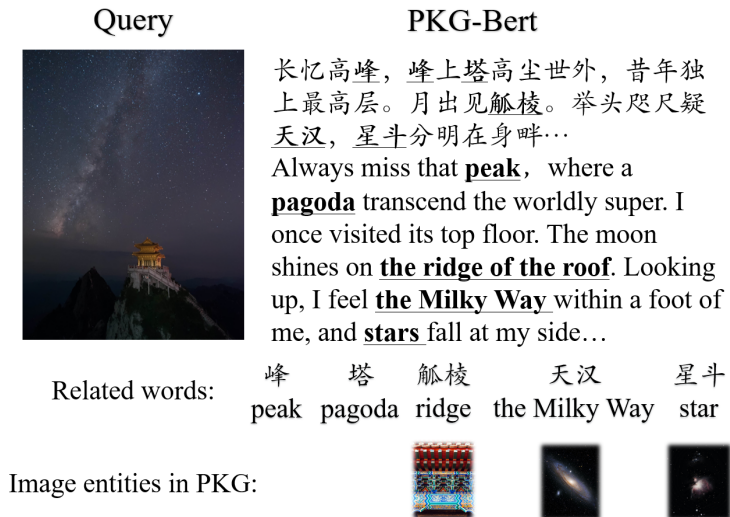 Query
PKG-Bert
长忆高峰，峰上塔高尘世外，昔年独
上最高层。月出见觚棱。举头咫尺疑
天汉，星斗分明在身畔…
Always miss that peak，where a
pagoda transcend the worldly super. I
once visited its top floor. The moon
shines on the ridge of the roof. Looking
up, I feel the Milky Way within a foot of
me, and stars fall at my side…
Related words:
峰 塔 觚棱 天汉 星斗
peak pagoda ridge the Milky Way star
Image entities in PKG: